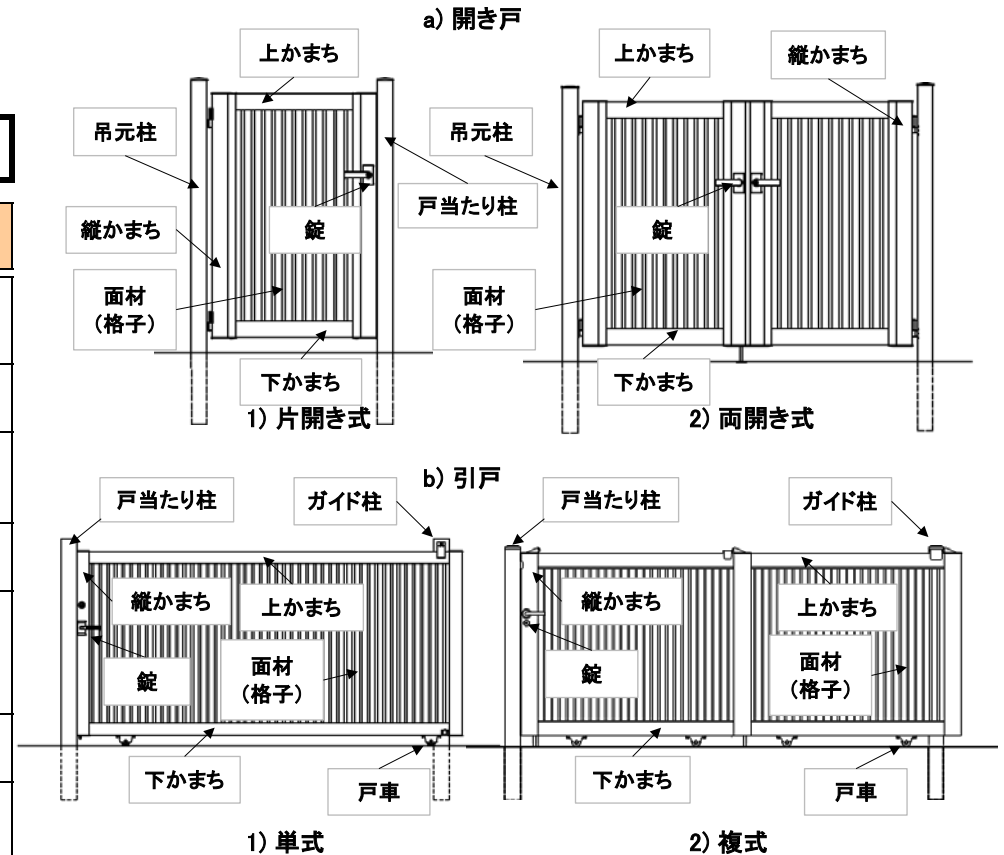 a) 開き戸
上かまち
上かまち
縦かまち
吊元柱
吊元柱
戸当たり柱
縦かまち
錠
錠
面材
（格子）
面材
（格子）
下かまち
下かまち
1) 片開き式
2) 両開き式
b) 引戸
戸当たり柱
ガイド柱
戸当たり柱
ガイド柱
縦かまち
上かまち
縦かまち
上かまち
錠
面材
（格子）
錠
面材
（格子）
下かまち
戸車
下かまち
戸車
1) 単式
2) 複式